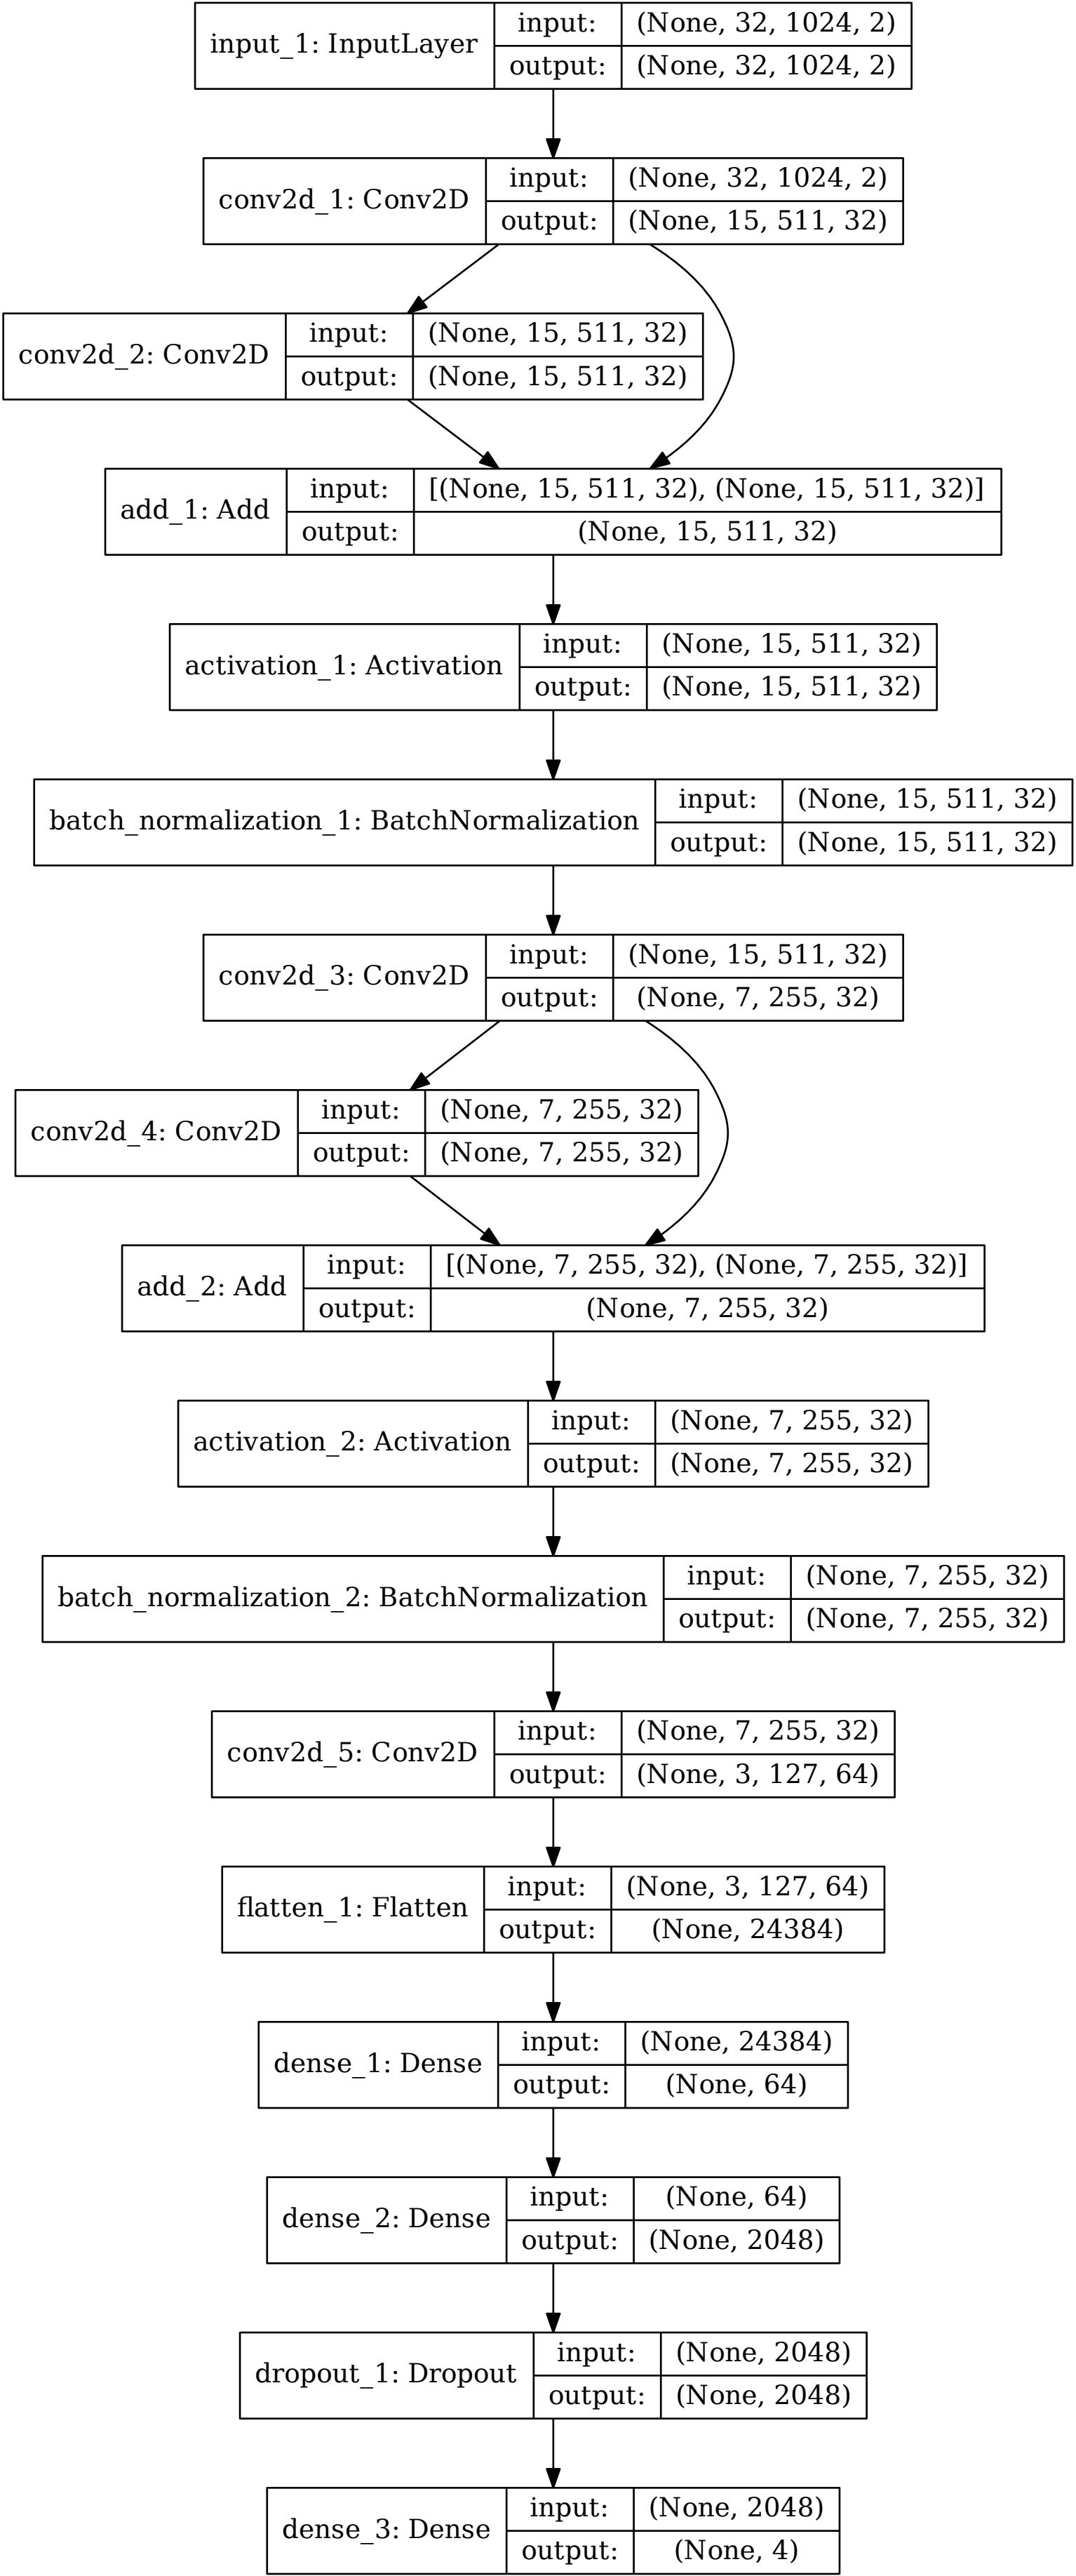 input_1: InputLayer
input: (None, 32, 1024, 2)
output: (None, 32, 1024, 2)
conv2d_1: Conv2D
input: (None, 32, 1024, 2)
output: (None, 15, 511, 32)
conv2d_2: Conv2D
input: (None, 15, 511, 32)
output: (None, 15, 511, 32)
add_1: Add
input: [(None, 15, 511, 32), (None, 15, 511, 32)]
output: (None, 15, 511, 32)
activation_1: Activation
input: (None, 15, 511, 32)
output: (None, 15, 511, 32)
batch_normalization_1: BatchNormalization
input: (None, 15, 511, 32)
output: (None, 15, 511, 32)
conv2d_3: Conv2D
input: (None, 15, 511, 32)
output: (None, 7, 255, 32)
conv2d_4: Conv2D
input: (None, 7, 255, 32)
output: (None, 7, 255, 32)
add_2: Add
input: [(None, 7, 255, 32), (None, 7, 255, 32)]
output: (None, 7, 255, 32)
activation_2: Activation
input: (None, 7, 255, 32)
output: (None, 7, 255, 32)
batch_normalization_2: BatchNormalization
input: (None, 7, 255, 32)
output: (None, 7, 255, 32)
conv2d_5: Conv2D
input: (None, 7, 255, 32)
output: (None, 3, 127, 64)
flatten_1: Flatten
input: (None, 3, 127, 64)
output: (None, 24384)
dense_1: Dense
input: (None, 24384)
output: (None, 64)
dense_2: Dense
input: (None, 64)
output: (None, 2048)
dropout_1: Dropout
input: (None, 2048)
output: (None, 2048)
dense_3: Dense
input: (None, 2048)
output: (None, 4)